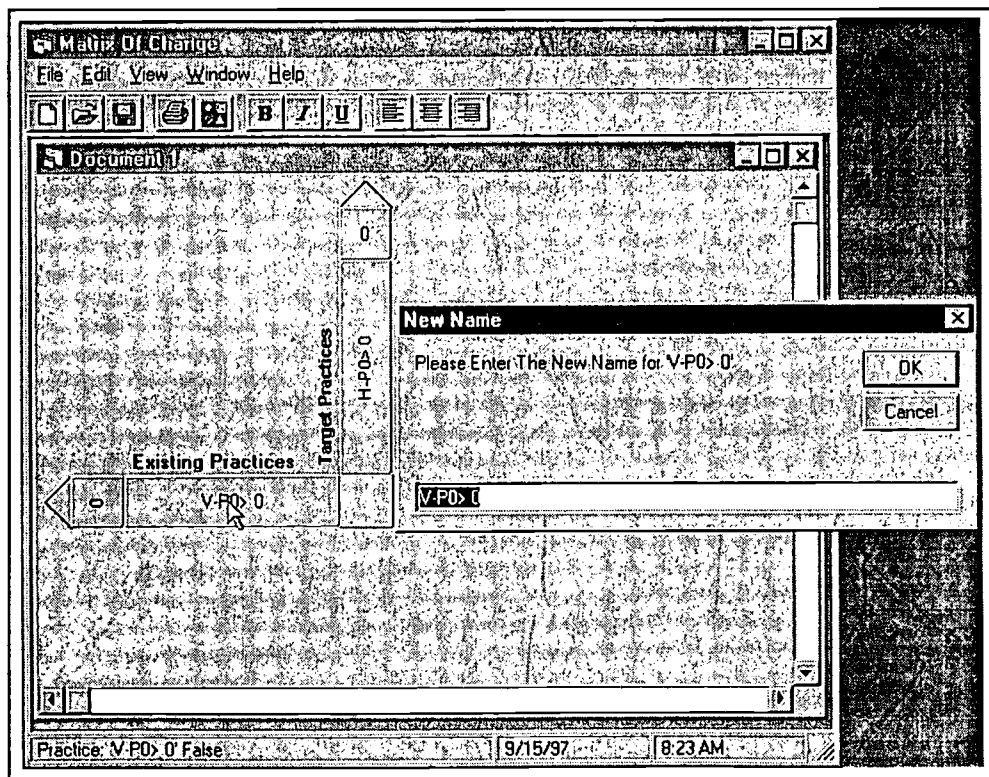 Matrix Of Change
File Edit View Window Help
B I U
Document 1
0
H-P0> 0
Target Practices
Existing Practices
0
V-P0> 0
New Name
Please Enter The New Name for 'V-P0> 0'
OK
Cancel
V-P0> 0
Practice: 'V-P0> 0' False
9/15/97
8:23 AM